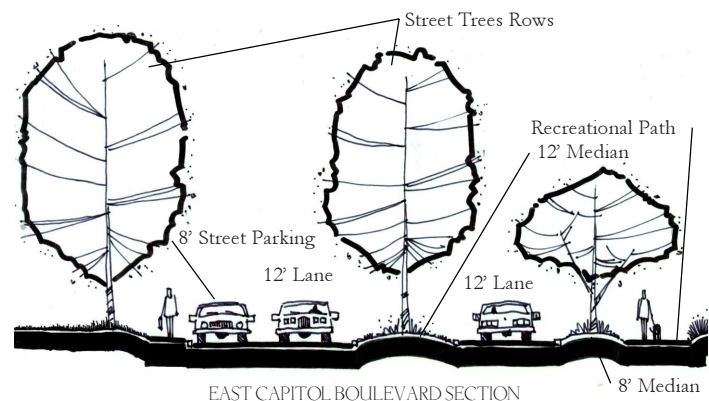 Street Trees Rows
Recreational Path
12' Median
8' Street Parking
12' Lane
12' Lane
8' Median
EAST CAPITOL BOULEVARD SECTION